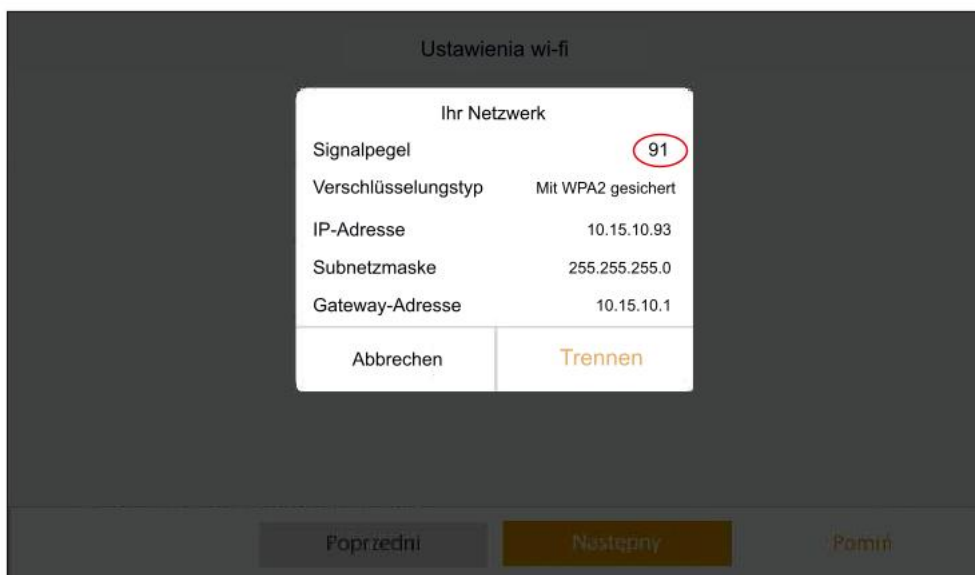 Ustawienia wi-fi
Ihr Netzwerk
Signalpegel 91
Verschlüsselungstyp Mit WPA2 gesichert
IP-Adresse 10.15.10.93
Subnetzmaske 255.255.255.0
Gateway-Adresse 10.15.10.1
Abbrechen Trennen
Poprzedni Następny Pomiń